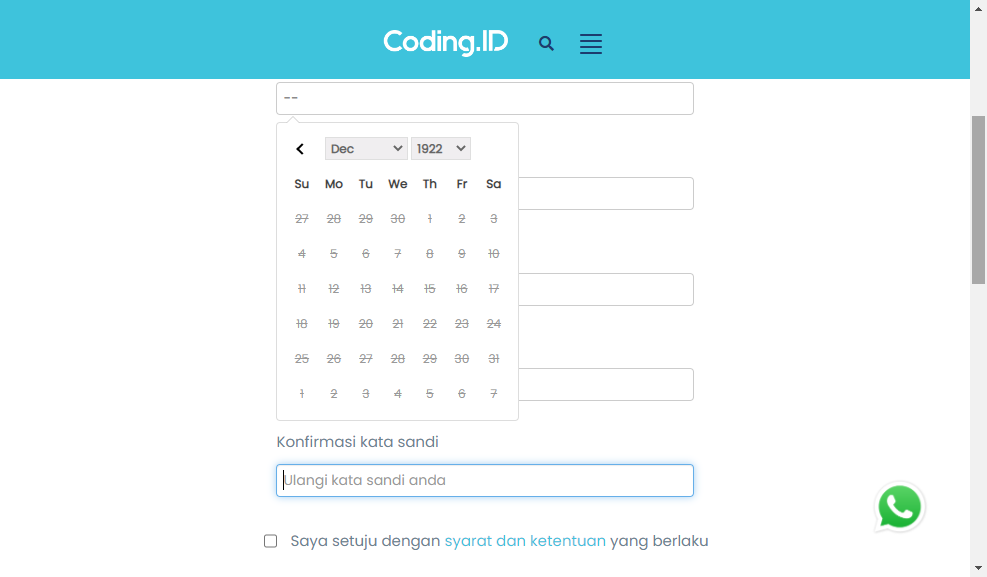 Coding.ID
--
Dec 1922
Su Mo Tu We Th Fr Sa
27 28 29 30 1 2 3
4 5 6 7 8 9 10
11 12 13 14 15 16 17
18 19 20 21 22 23 24
25 26 27 28 29 30 31
1 2 3 4 5 6 7
Konfirmasi kata sandi
Ulangi kata sandi anda
Saya setuju dengan syarat dan ketentuan yang berlaku